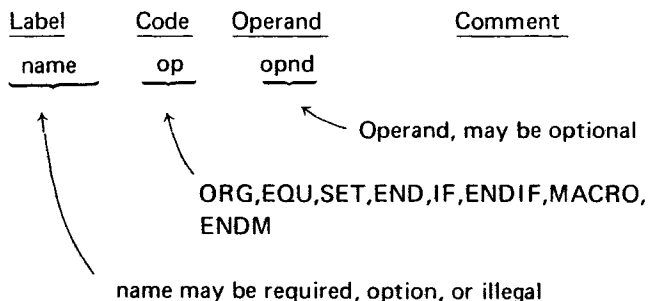 Label Code Operand Comment
name op opnd
Operand, may be optional
ORG,EQU,SET,END,IF,ENDIF,MACRO,
ENDM
name may be required, option, or illegal